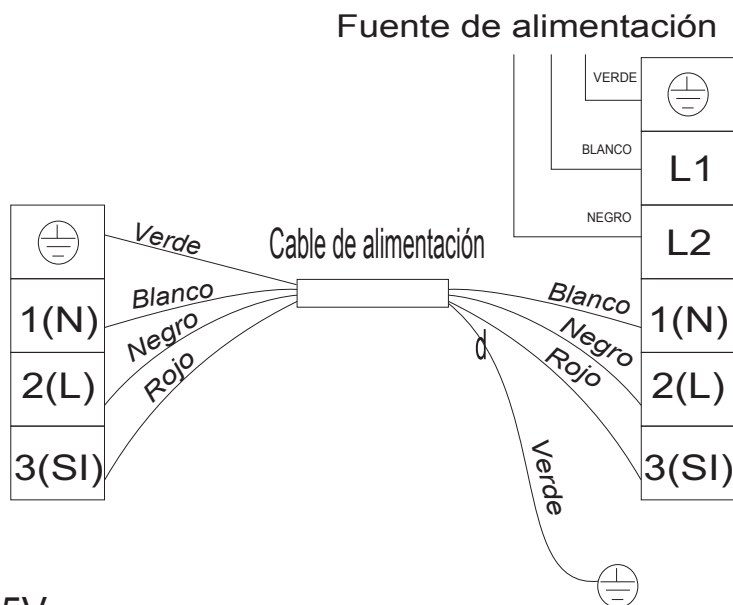 Fuente de alimentación
VERDE
BLANCO
L1
NEGRO
L2
Verde
Cable de alimentación
Blanco
1(N)
Negro
2(L)
Rojo
3(SI)
Blanco
1(N)
Negro
2(L)
Rojo
3(SI)
d
Verde
5V